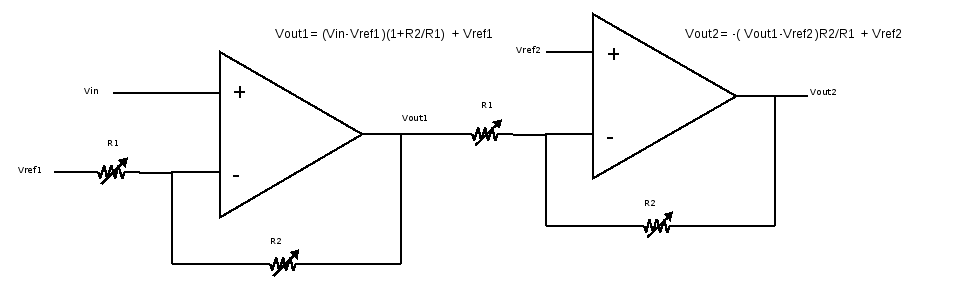 Vout1= (Vin-Vref1)(1+R2/R1) + Vref1
Vout2= -( Vout1-Vref2)R2/R1 + Vref2
Vref2
+
Vin
+
Vout2
R1
Vout1
R1
-
Vref1
-
R2
R2